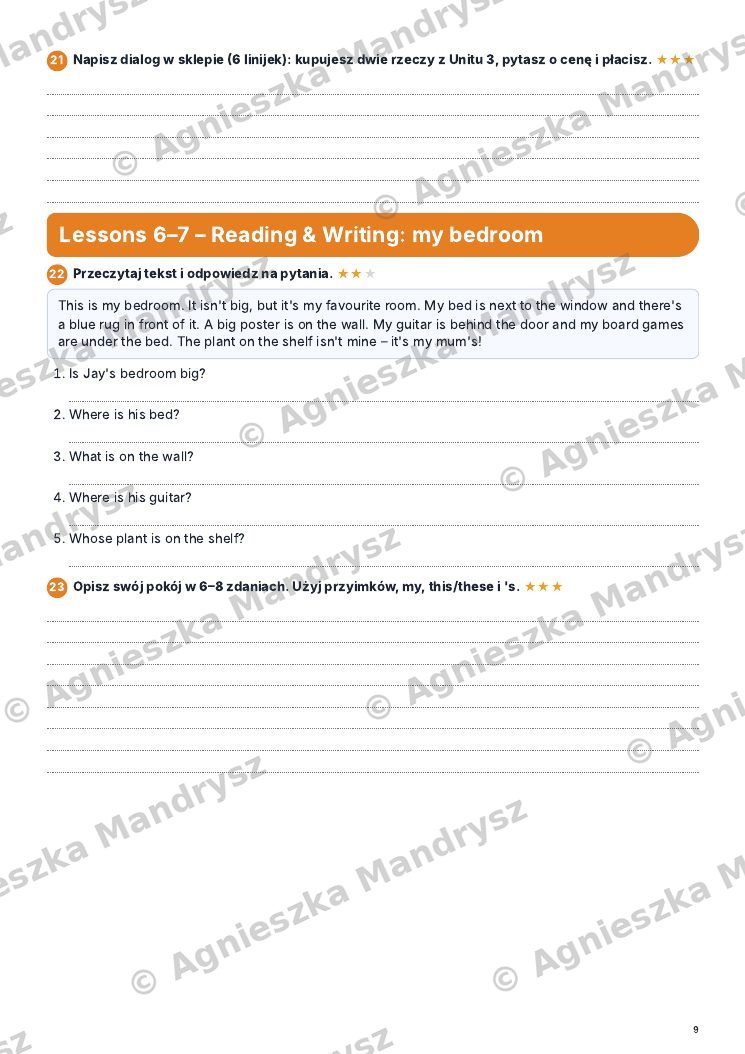 21 Napisz dialog w sklepie (6 linijek): kupujesz dwie rzeczy z Unitu 3, pytasz o cenę i płacisz. ★★★
Lessons 6–7 – Reading & Writing: my bedroom
22 Przeczytaj tekst i odpowiedz na pytania. ★★★
This is my bedroom. It isn't big, but it's my favourite room. My bed is next to the window and there's
a blue rug in front of it. A big poster is on the wall. My guitar is behind the door and my board games
are under the bed. The plant on the shelf isn't mine – it's my mum's!
1. Is Jay's bedroom big?
2. Where is his bed?
3. What is on the wall?
4. Where is his guitar?
5. Whose plant is on the shelf?
23 Opisz swój pokój w 6–8 zdaniach. Użyj przyimków, my, this/these i 's. ★★★
© Agnieszka Mandrysz
9